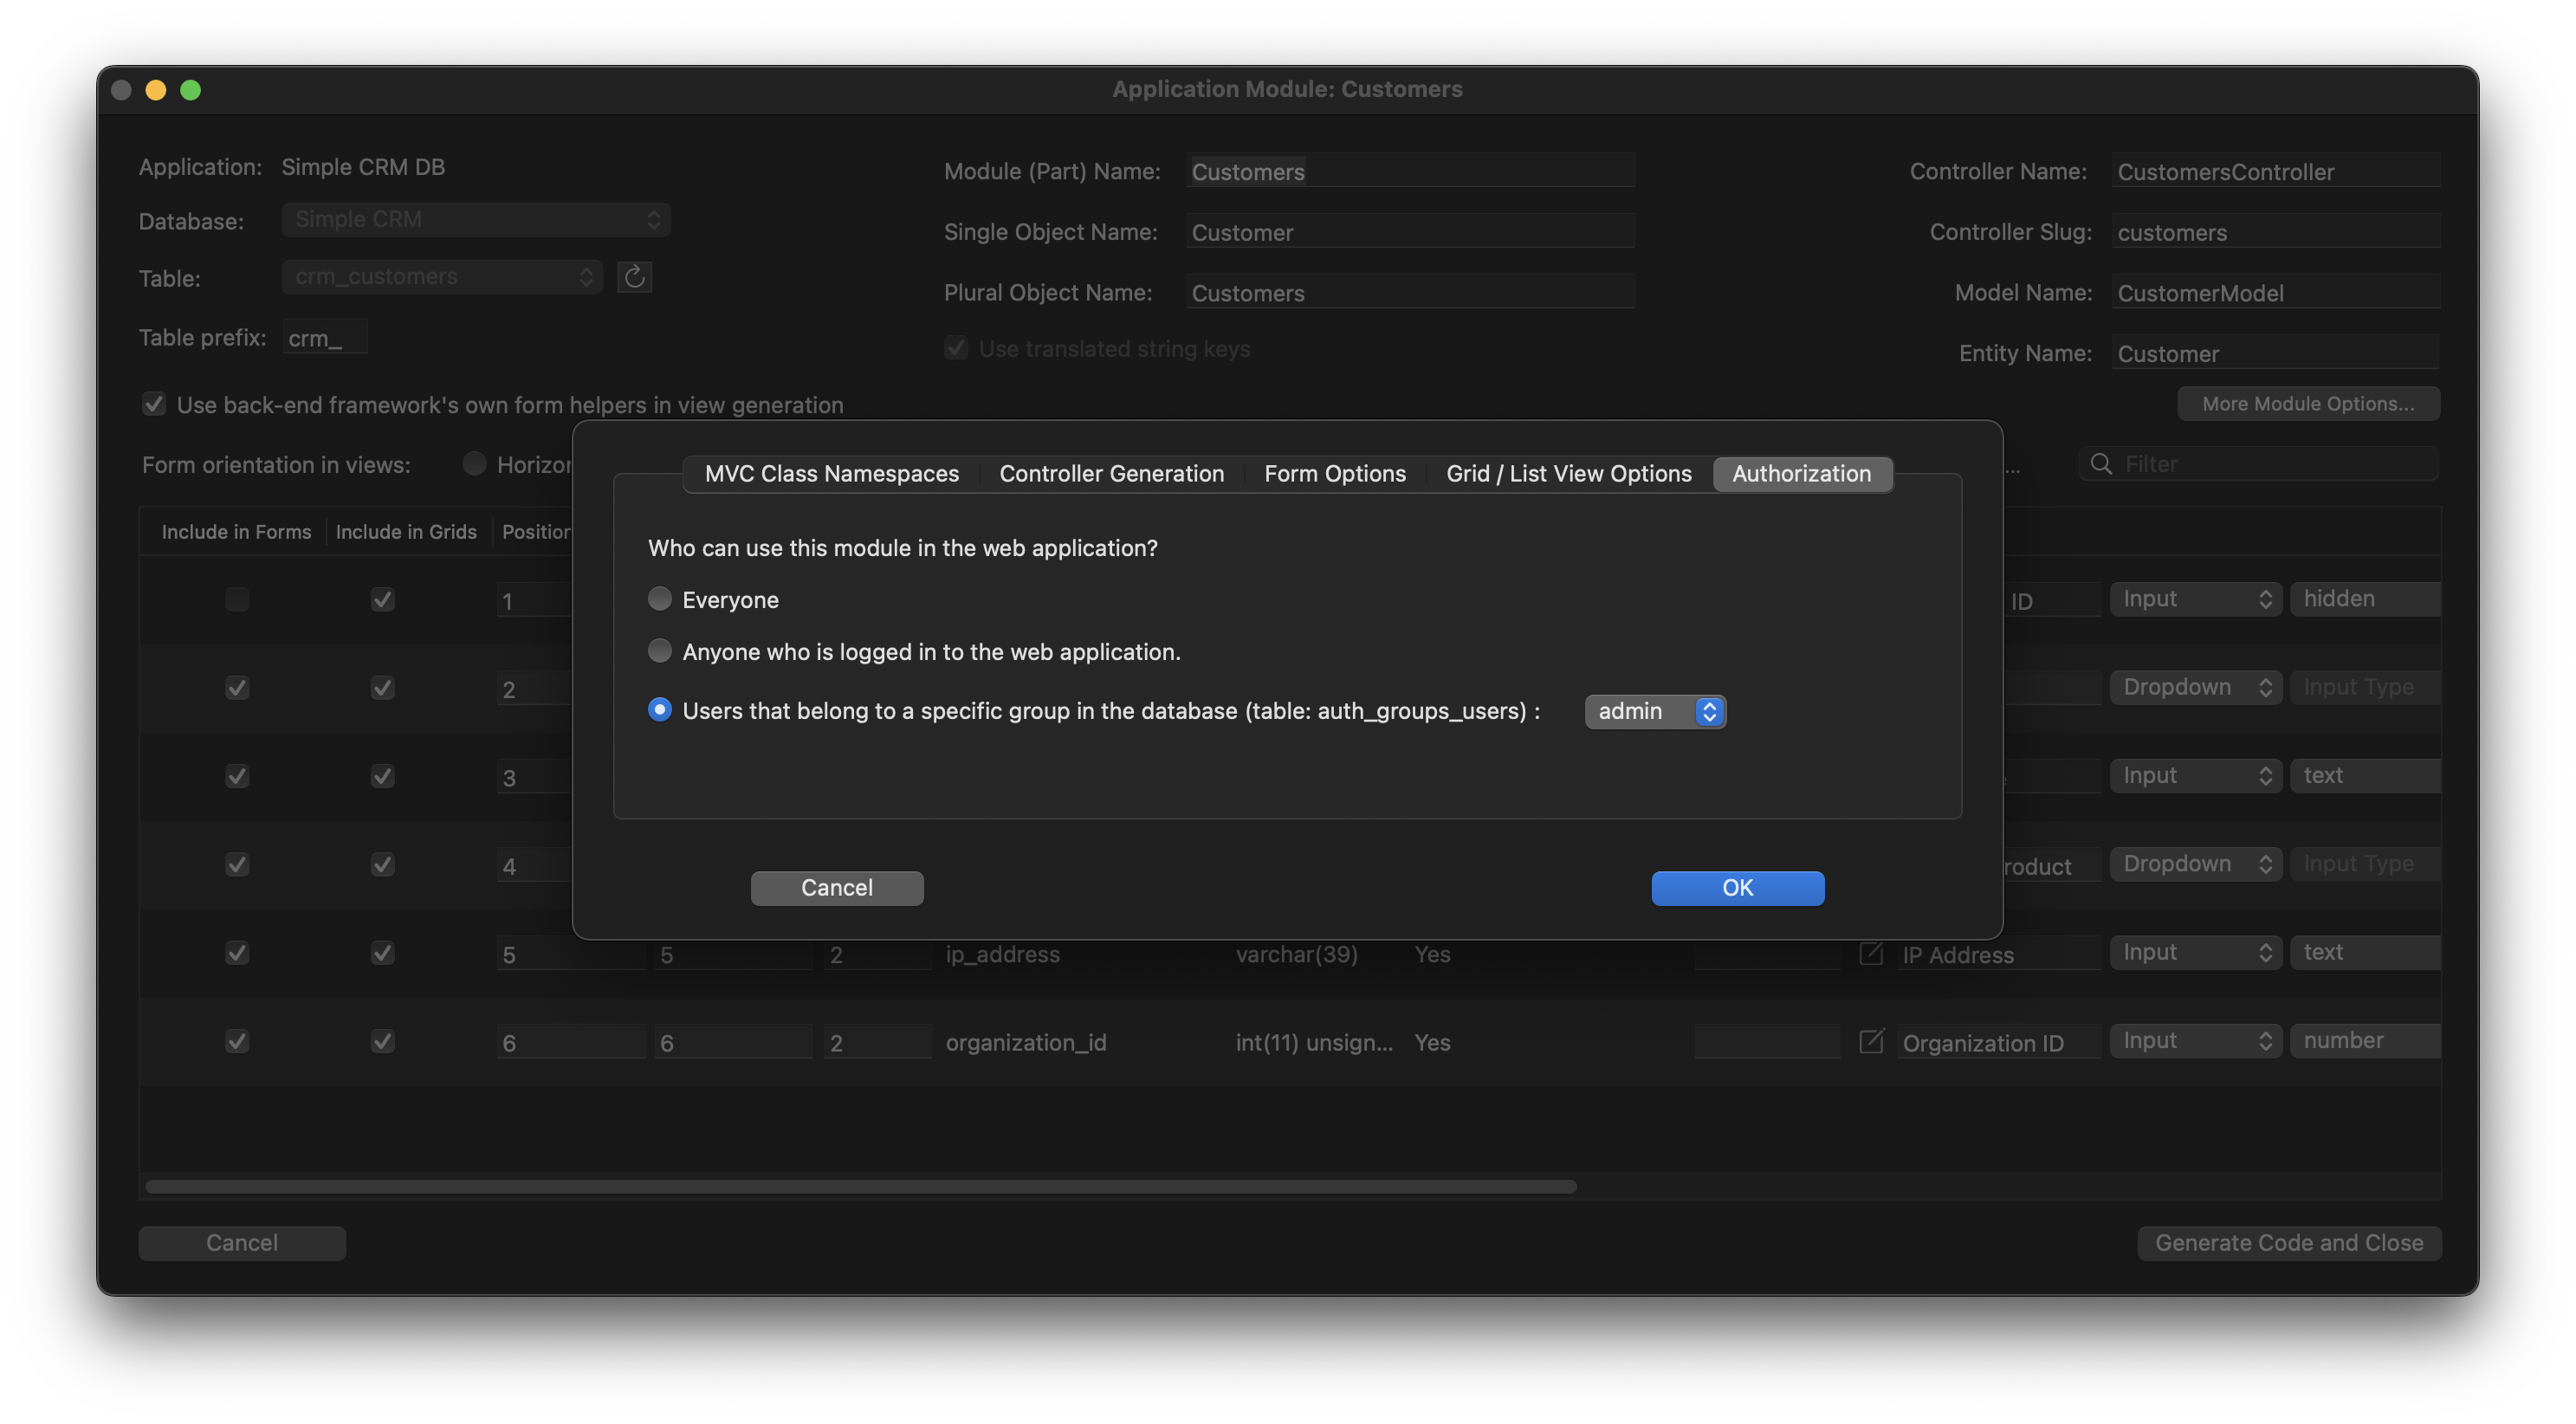 Application Module: Customers
Application: Simple CRM DB
Module (Part) Name: Customers
Controller Name: CustomersController
Database: Simple CRM
Single Object Name: Customer
Controller Slug: customers
Table: crm_customers
Plural Object Name: Customers
Model Name: CustomerModel
Table prefix: crm_
Use translated string keys
Entity Name: Customer
Use back-end framework's own form helpers in view generation
More Module Options...
Form orientation in views:
... Filter
MVC Class Namespaces Controller Generation Form Options Grid / List View Options Authorization
Include in Forms Include in Grids Position
Who can use this module in the web application?
Everyone
Anyone who is logged in to the web application.
Users that belong to a specific group in the database (table: auth_groups_users) : admin
Cancel OK
1 ID Input hidden
2 Dropdown Input Type
3 Input text
4 Dropdown Input Type
5 5 2 ip_address varchar(39) Yes IP Address Input text
6 6 2 organization_id int(11) unsign... Yes Organization ID Input number
Cancel Generate Code and Close